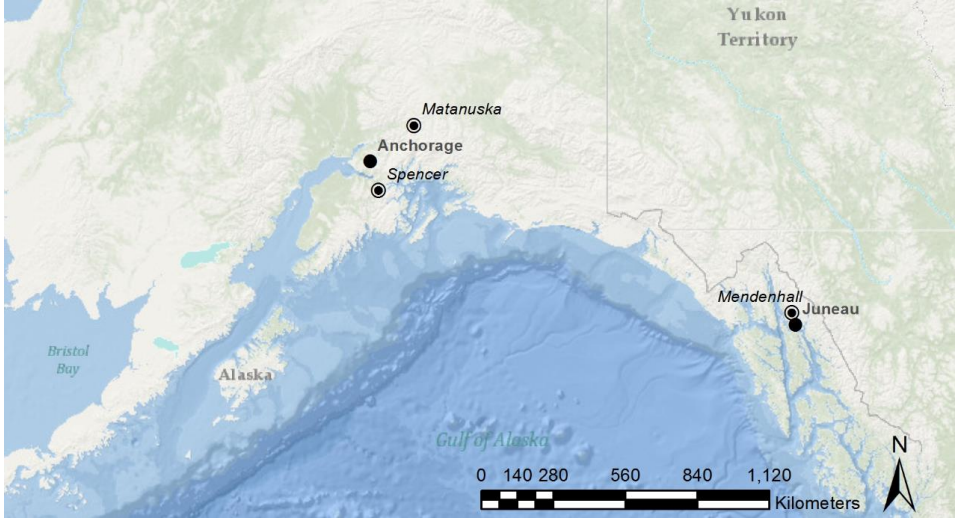 Yukon
Territory
Matanuska
Anchorage
Spencer
Mendenhall
Juneau
Bristol
Bay
Alaska
Gulf of Alaska
N
0 140 280 560 840 1,120
Kilometers